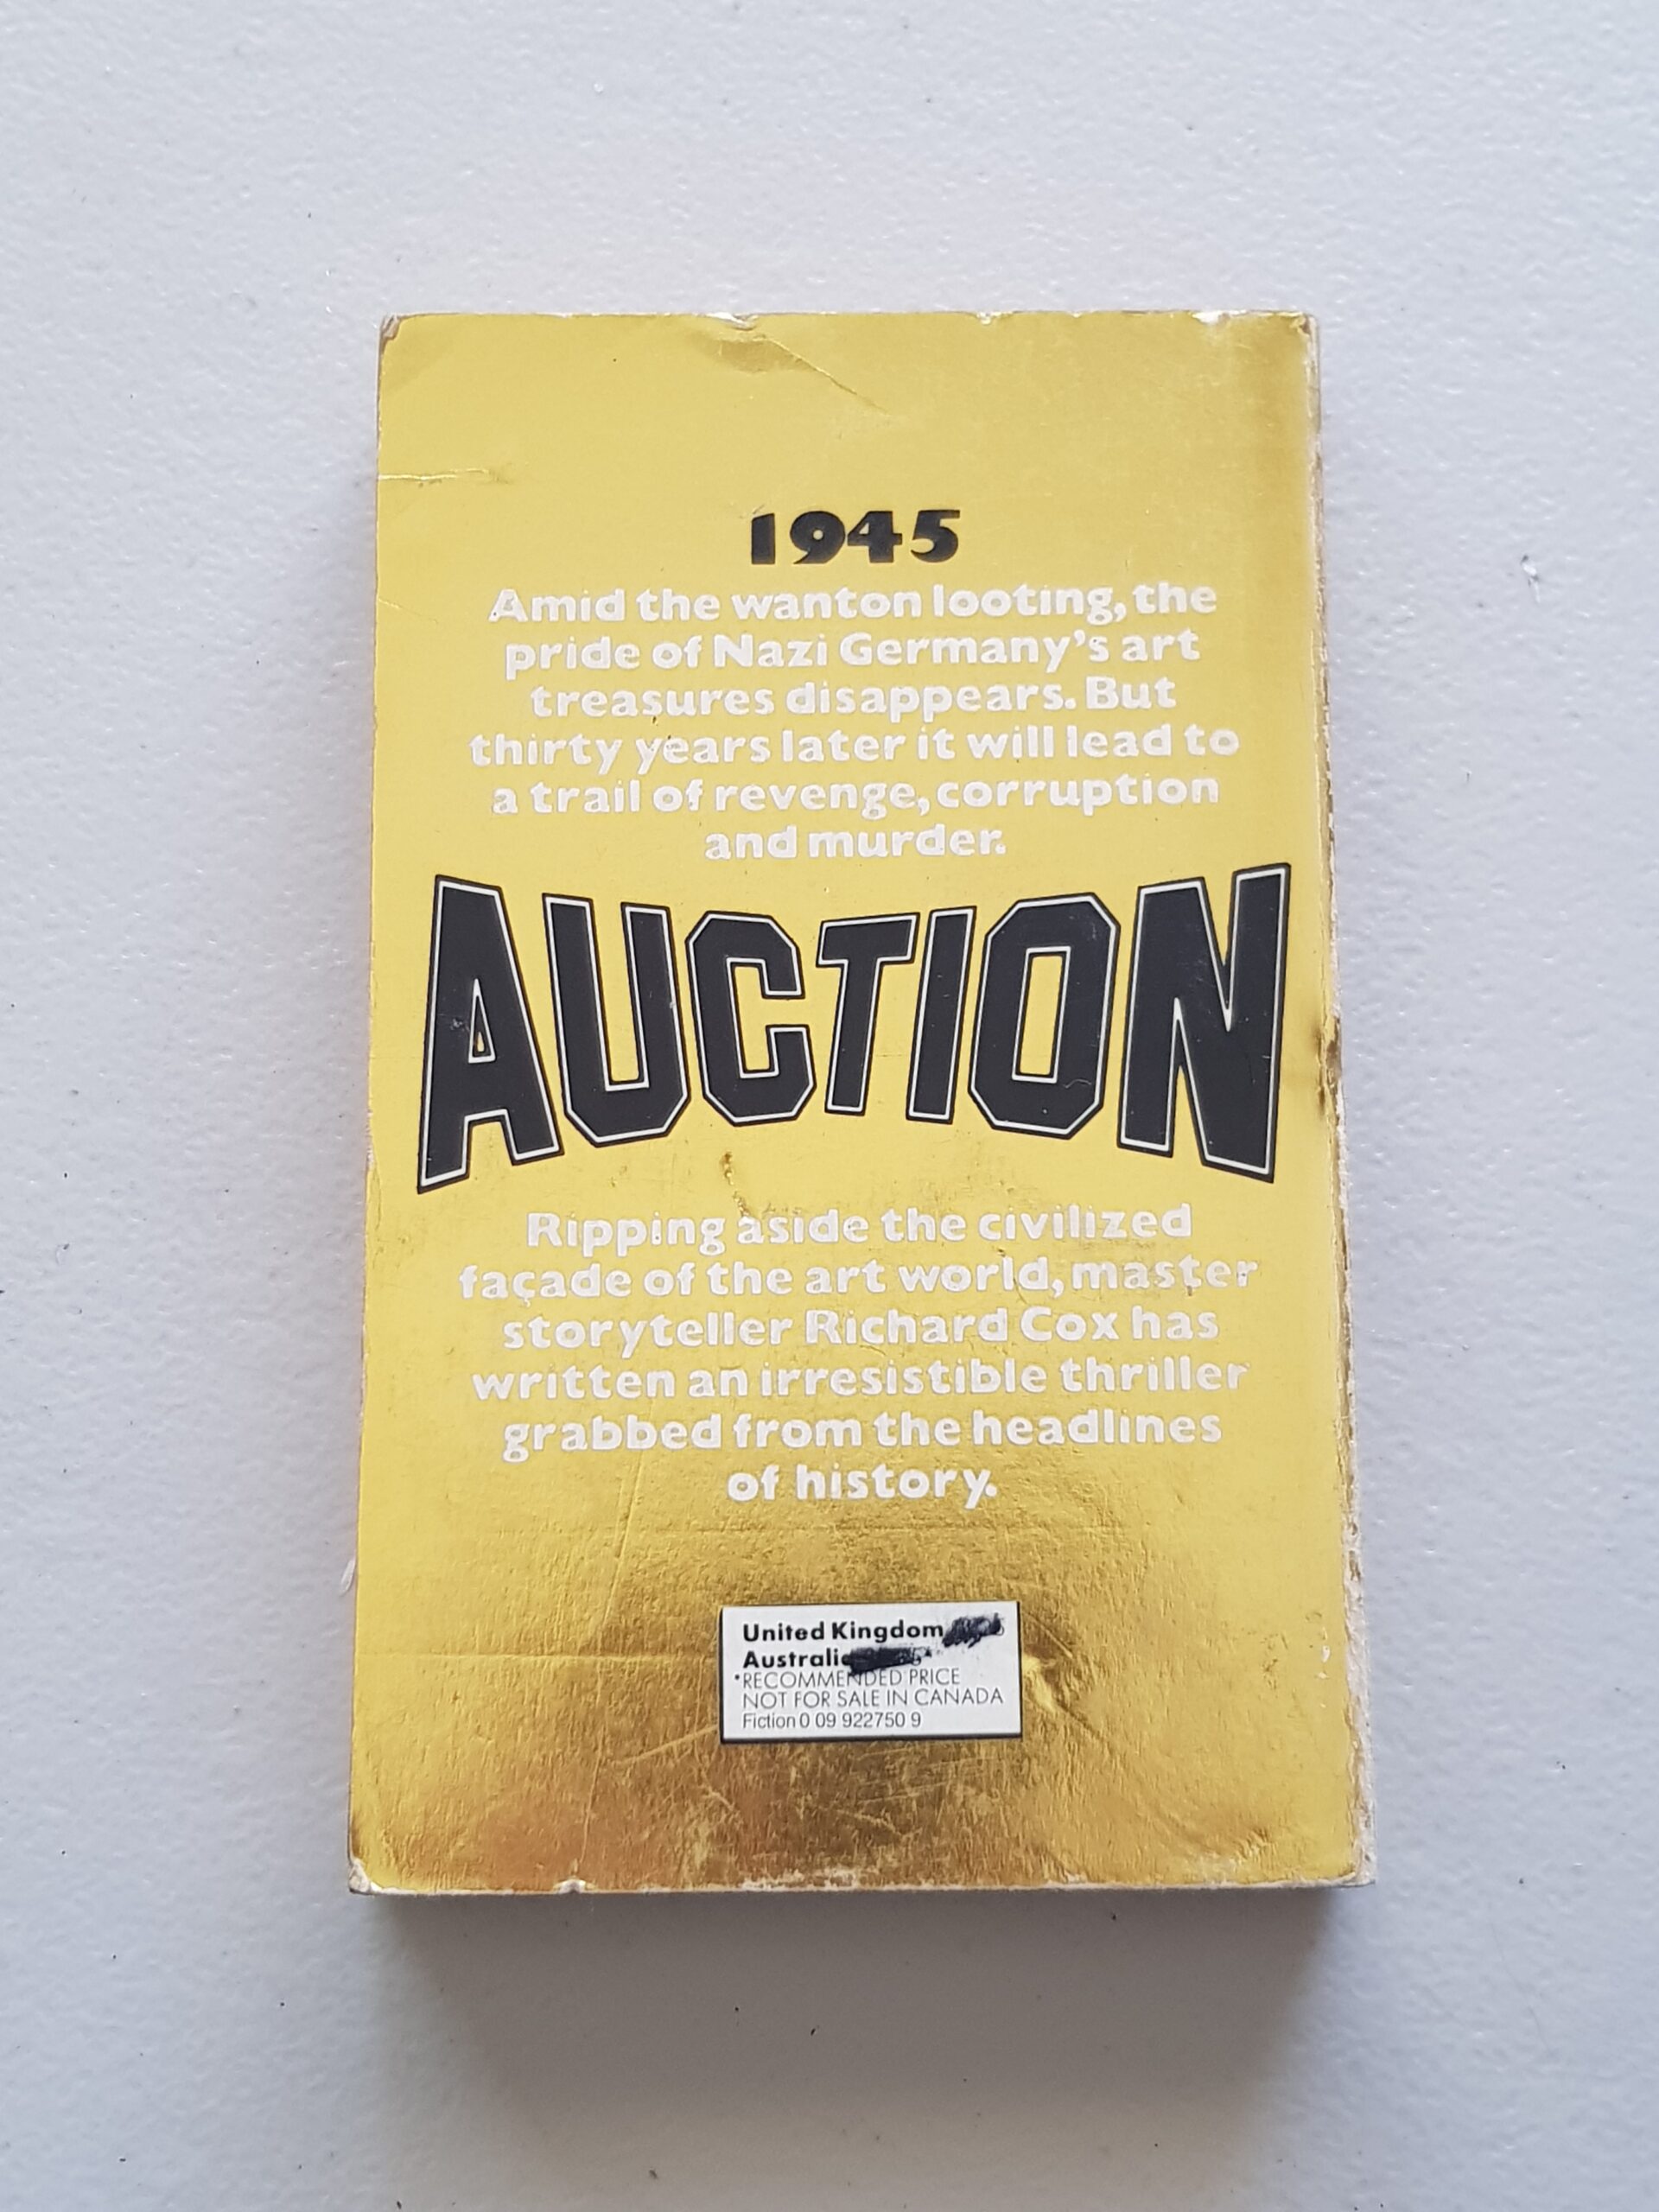 1945
Amid the wanton looting, the
pride of Nazi Germany's art
treasures disappears. But
thirty years later it will lead to
a trail of revenge, corruption
and murder.
AUCTION
Ripping aside the civilized
façade of the art world, master
storyteller Richard Cox has
written an irresistible thriller
grabbed from the headlines
of history.
United Kingdom
Australia
*RECOMMENDED PRICE
NOT FOR SALE IN CANADA
Fiction 0 09 922750 9